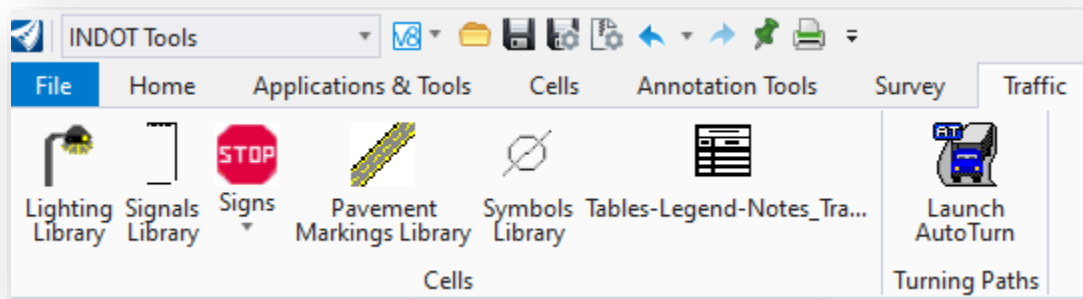 INDOT Tools
V8
File Home Applications & Tools Cells Annotation Tools Survey Traffic
STOP
AT
Lighting Library
Signals Library
Signs
Pavement Markings Library
Symbols Library
Tables-Legend-Notes_Tra...
Launch AutoTurn
Cells
Turning Paths